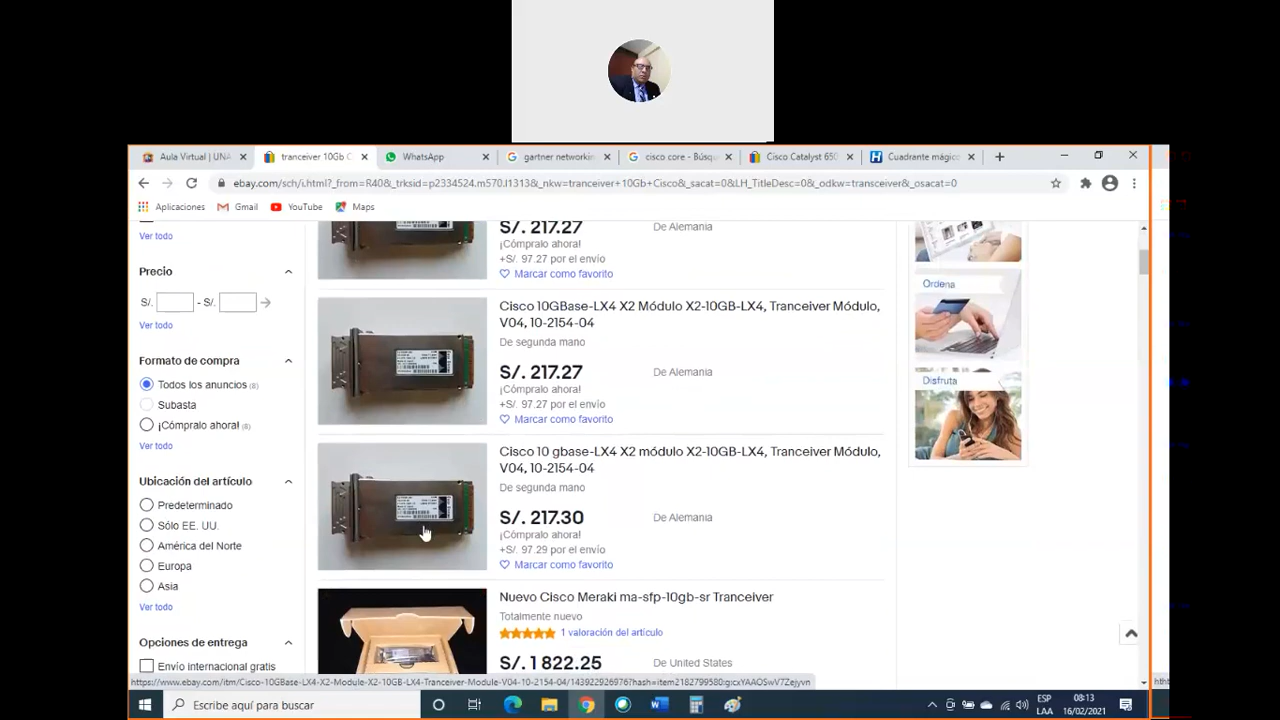 Aula Virtual | UNA
tranceiver 10Gb C
WhatsApp
gartner networkin
cisco core - Búsqu
Cisco Catalyst 650
Cuadrante mágico
ebay.com/sch/i.html?_from=R40&_trksid=p2334524.m570.l1313&_nkw=tranceiver+10Gb+Cisco&_sacat=0&LH_TitleDesc=0&_odkw=transceiver&_osacat=0
Aplicaciones
Gmail
YouTube
Maps
Ver todo
Precio
S/.
- S/.
Ver todo
Formato de compra
Todos los anuncios (8)
Subasta
¡Cómpralo ahora! (8)
Ver todo
Ubicación del artículo
Predeterminado
Sólo EE. UU.
América del Norte
Europa
Asia
Ver todo
Opciones de entrega
Envío internacional gratis
S/. 217.27
De Alemania
¡Cómpralo ahora!
+S/. 97.27 por el envío
Marcar como favorito
Cisco 10GBase-LX4 X2 Módulo X2-10GB-LX4, Tranceiver Módulo,
V04, 10-2154-04
De segunda mano
S/. 217.27
De Alemania
¡Cómpralo ahora!
+S/. 97.27 por el envío
Marcar como favorito
Cisco 10 gbase-LX4 X2 módulo X2-10GB-LX4, Tranceiver Módulo,
V04, 10-2154-04
De segunda mano
S/. 217.30
De Alemania
¡Cómpralo ahora!
+S/. 97.29 por el envío
Marcar como favorito
Nuevo Cisco Meraki ma-sfp-10gb-sr Tranceiver
Totalmente nuevo
1 valoración del artículo
S/. 1 822.25
De United States
Ordena
Disfruta
Escribe aquí para buscar
ESP
LAA
08:13
16/02/2021